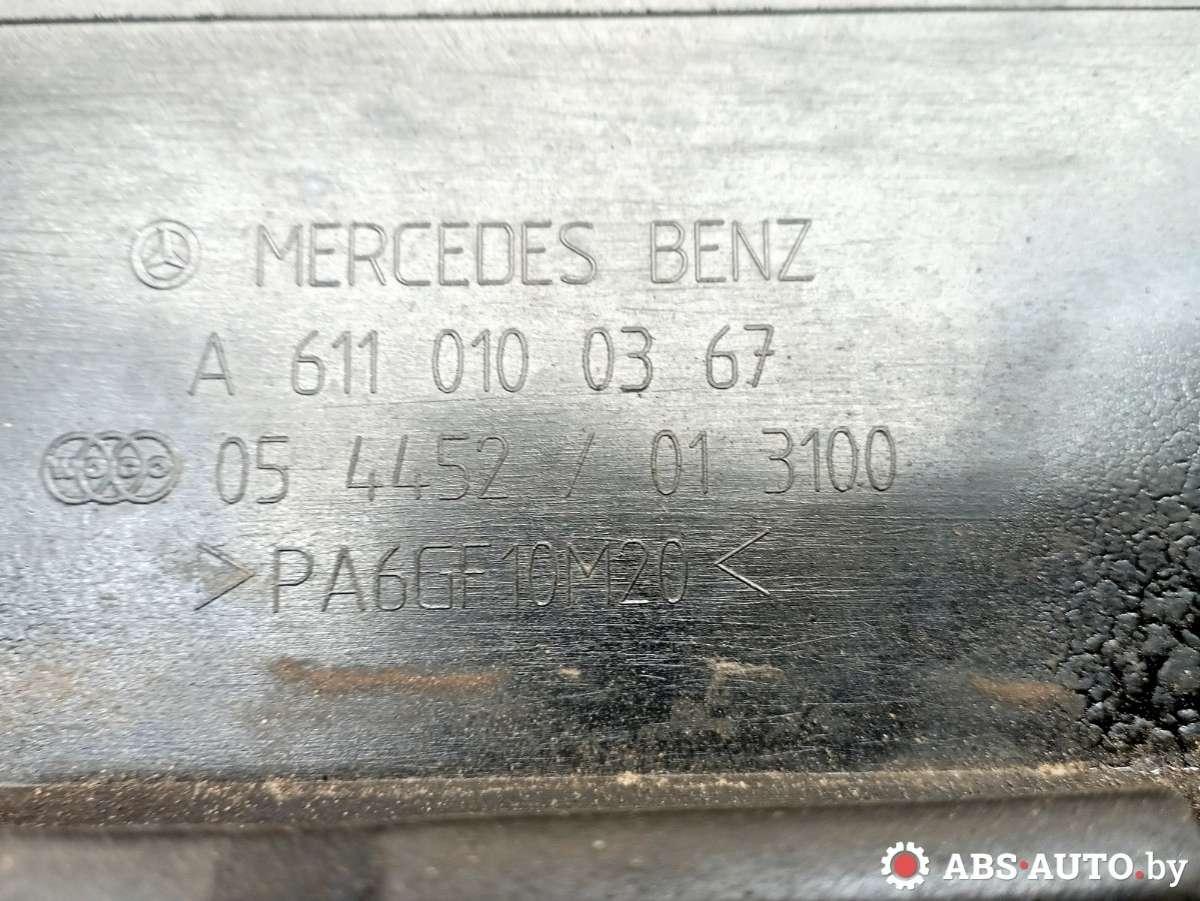 MERCEDES BENZ
A 611 010 03 67
05 4452 / 01 3100
>PA6GF10M20<
ABS·AUTO.by